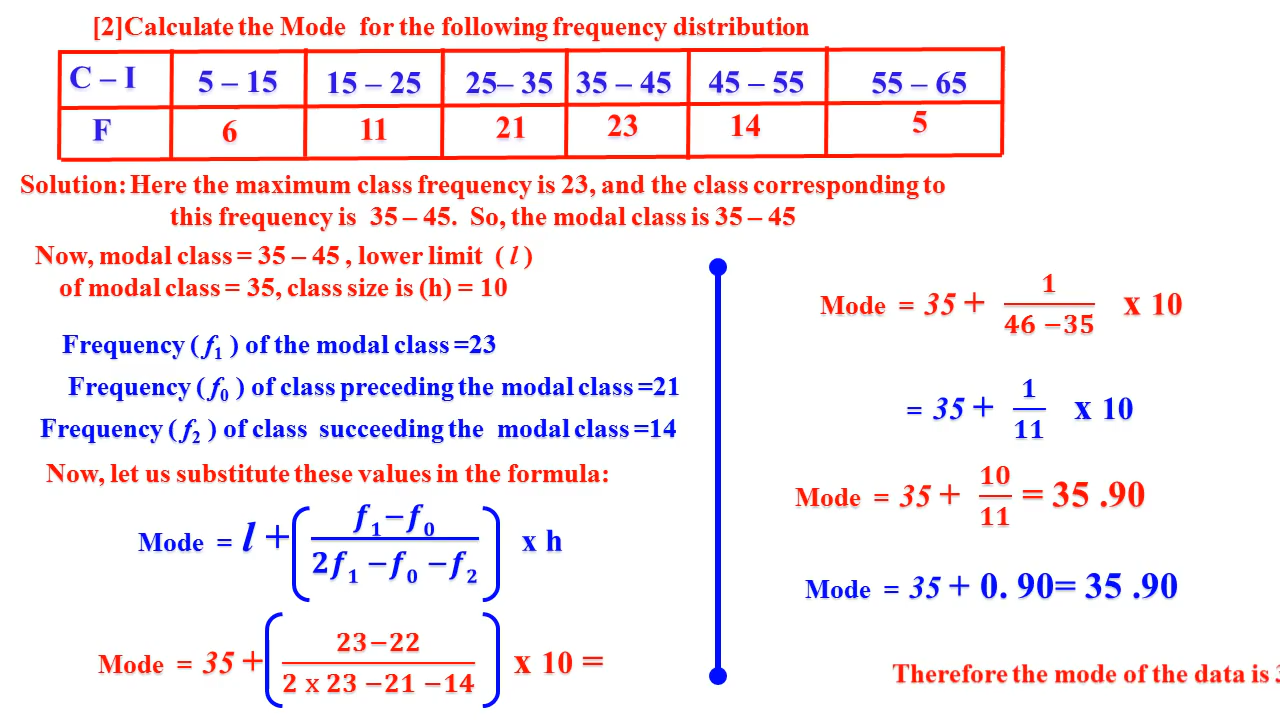 [2]Calculate the Mode for the following frequency distribution
C – I 5 – 15 15 – 25 25– 35 35 – 45 45 – 55 55 – 65
F 6 11 21 23 14 5
Solution: Here the maximum class frequency is 23, and the class corresponding to
this frequency is 35 – 45. So, the modal class is 35 – 45
Now, modal class = 35 – 45 , lower limit ( l )
of modal class = 35, class size is (h) = 10
Frequency ( f₁ ) of the modal class =23
Frequency ( f₀ ) of class preceding the modal class =21
Frequency ( f₂ ) of class succeeding the modal class =14
Now, let us substitute these values in the formula:
Mode = l + ( f₁−f₀ / 2f₁ −f₀ −f₂ ) x h
Mode = 35 + ( 23−22 / 2 x 23 −21 −14 ) x 10 =
Mode = 35 + 1 / 46 −35 x 10
= 35 + 1 / 11 x 10
Mode = 35 + 10 / 11 = 35 .90
Mode = 35 + 0. 90= 35 .90
Therefore the mode of the data is